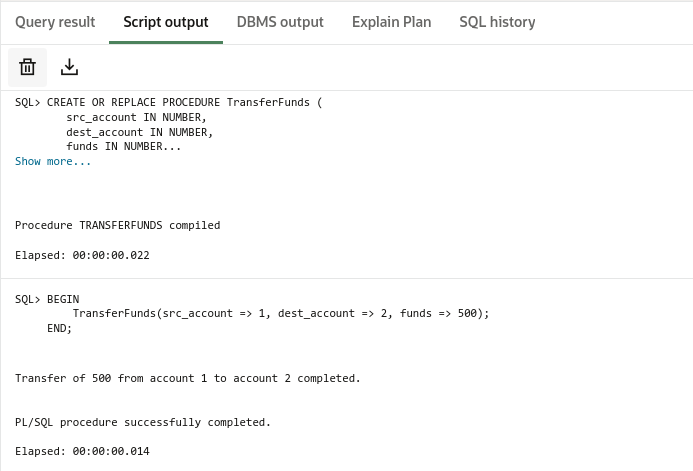 Query result Script output DBMS output Explain Plan SQL history
SQL> CREATE OR REPLACE PROCEDURE TransferFunds (
src_account IN NUMBER,
dest_account IN NUMBER,
funds IN NUMBER...
Show more...
Procedure TRANSFERFUNDS compiled
Elapsed: 00:00:00.022
SQL> BEGIN
TransferFunds(src_account => 1, dest_account => 2, funds => 500);
END;
Transfer of 500 from account 1 to account 2 completed.
PL/SQL procedure successfully completed.
Elapsed: 00:00:00.014